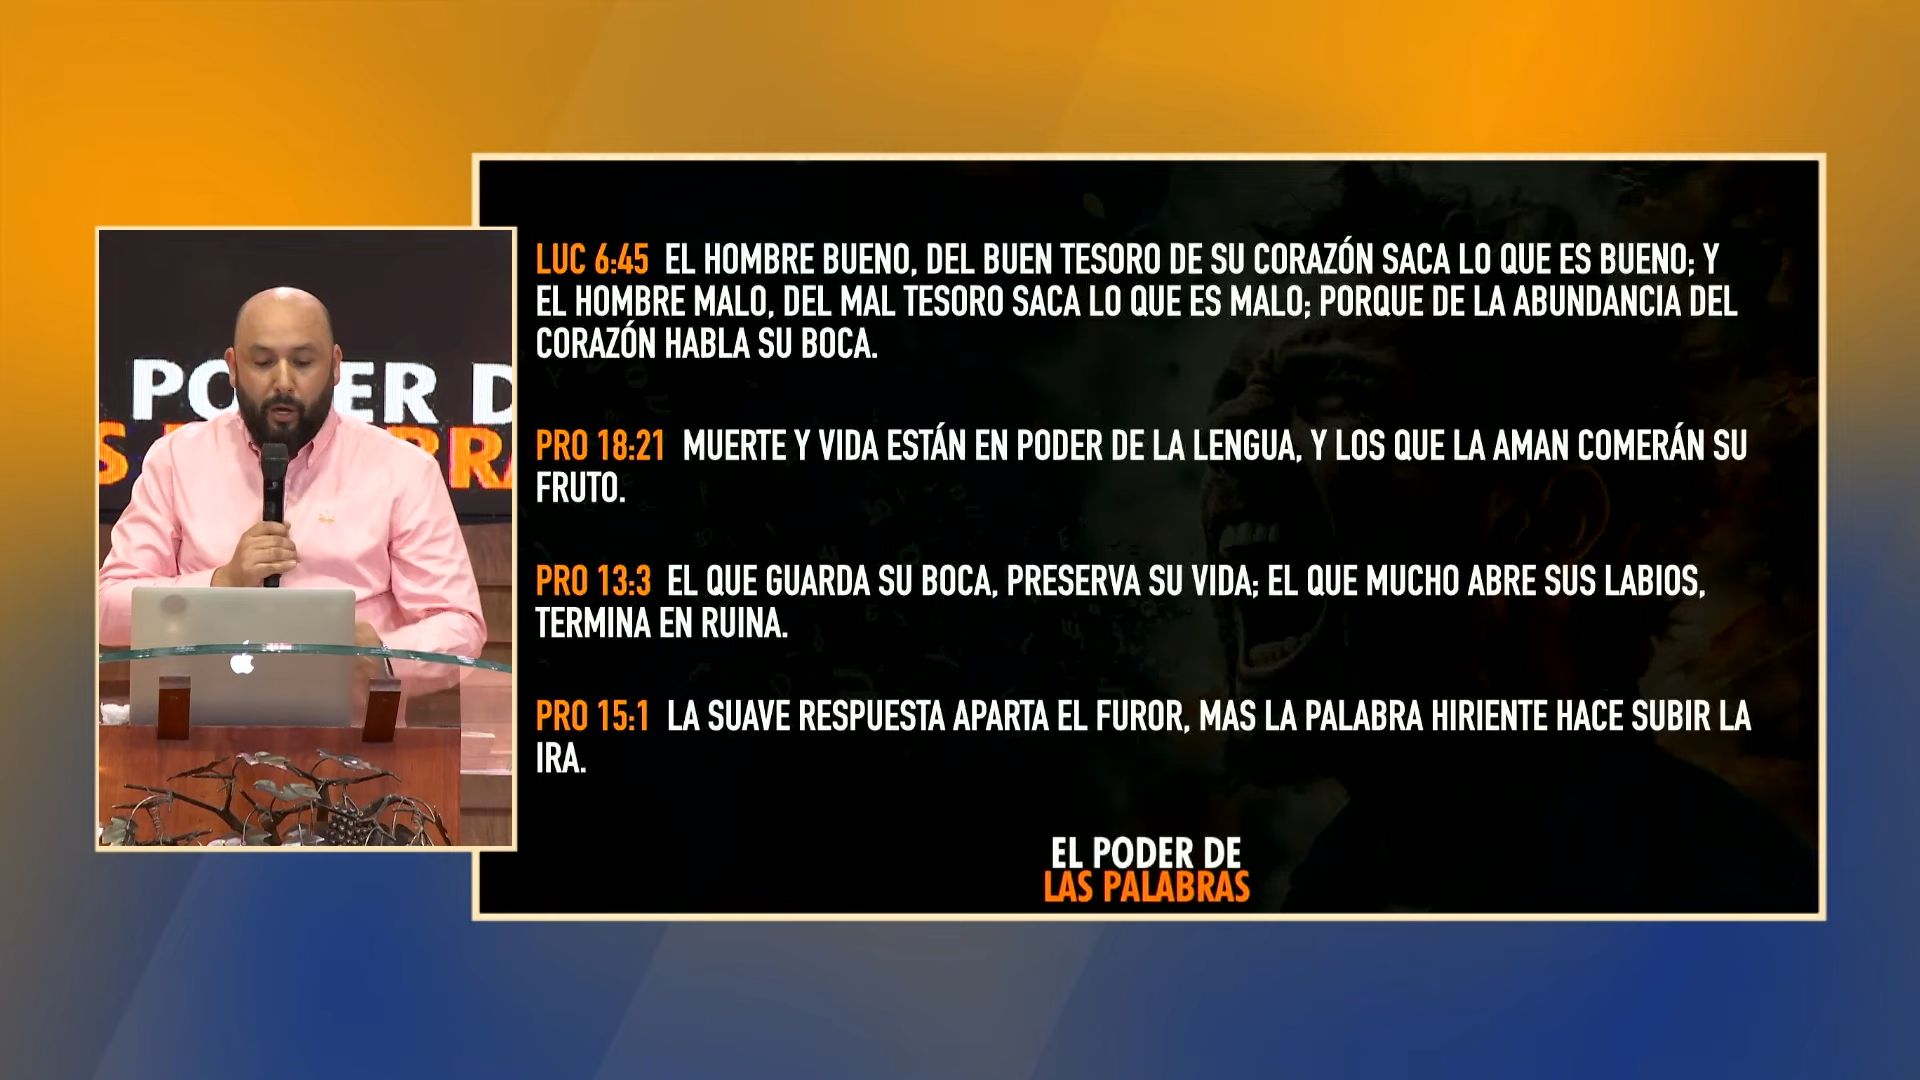 PODER D
LUC 6:45 EL HOMBRE BUENO, DEL BUEN TESORO DE SU CORAZÓN SACA LO QUE ES BUENO; Y
EL HOMBRE MALO, DEL MAL TESORO SACA LO QUE ES MALO; PORQUE DE LA ABUNDANCIA DEL
CORAZÓN HABLA SU BOCA.
PRO 18:21 MUERTE Y VIDA ESTÁN EN PODER DE LA LENGUA, Y LOS QUE LA AMAN COMERÁN SU
FRUTO.
PRO 13:3 EL QUE GUARDA SU BOCA, PRESERVA SU VIDA; EL QUE MUCHO ABRE SUS LABIOS,
TERMINA EN RUINA.
PRO 15:1 LA SUAVE RESPUESTA APARTA EL FUROR, MAS LA PALABRA HIRIENTE HACE SUBIR LA
IRA.
EL PODER DE
LAS PALABRAS